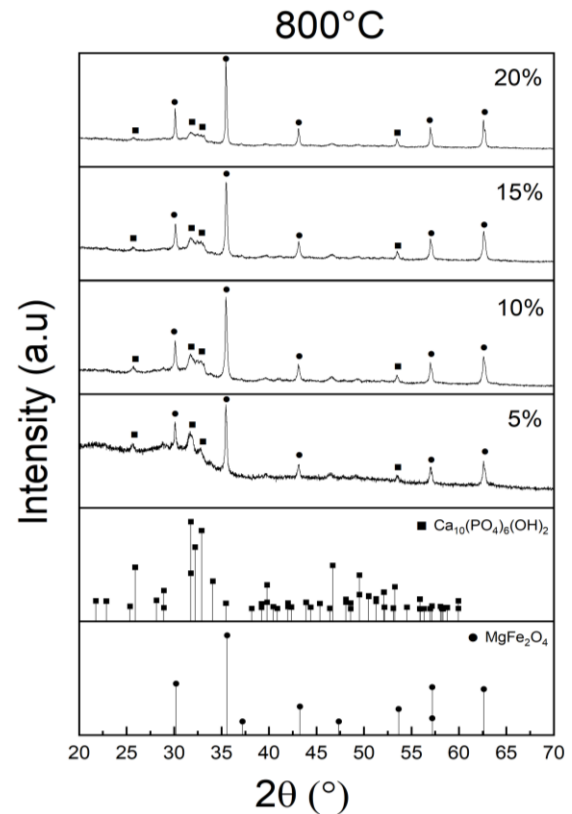 800°C
20%
15%
10%
5%
Intensity (a.u)
■ Ca₁₀(PO₄)₆(OH)₂
● MgFe₂O₄
20 25 30 35 40 45 50 55 60 65 70
2θ (°)